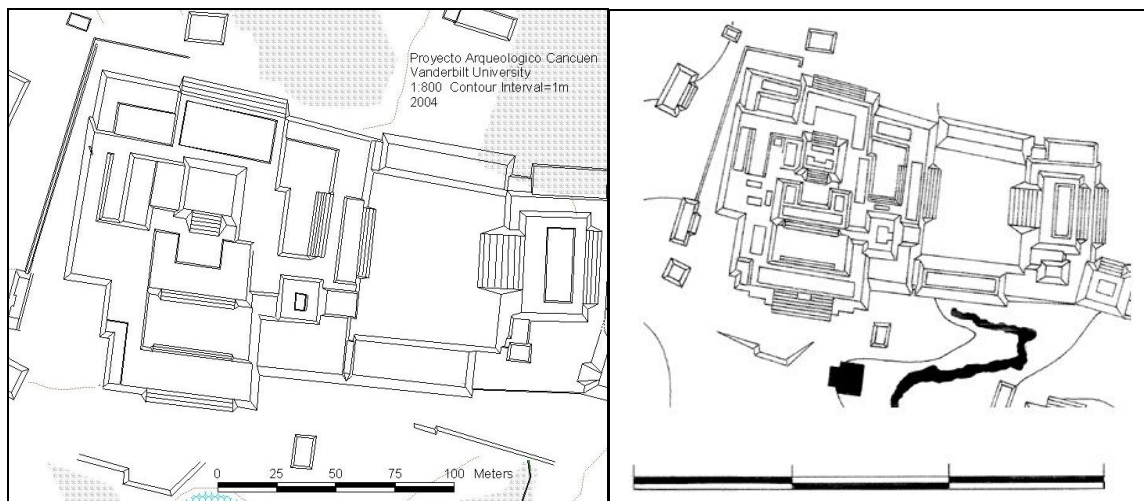 Proyecto Arqueologico Cancuen
Vanderbilt University
1:800 Contour Interval=1m
2004
0 25 50 75 100 Meters